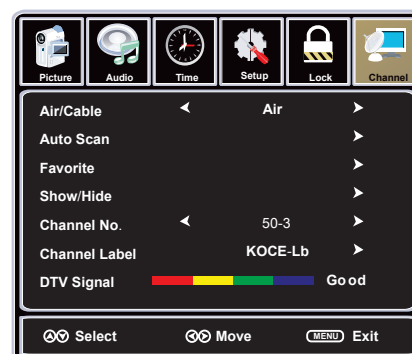 Picture Audio Time Setup Lock Channel
Air/Cable Air
Auto Scan
Favorite
Show/Hide
Channel No. 50-3
Channel Label KOCE-Lb
DTV Signal Good
Select Move MENU Exit